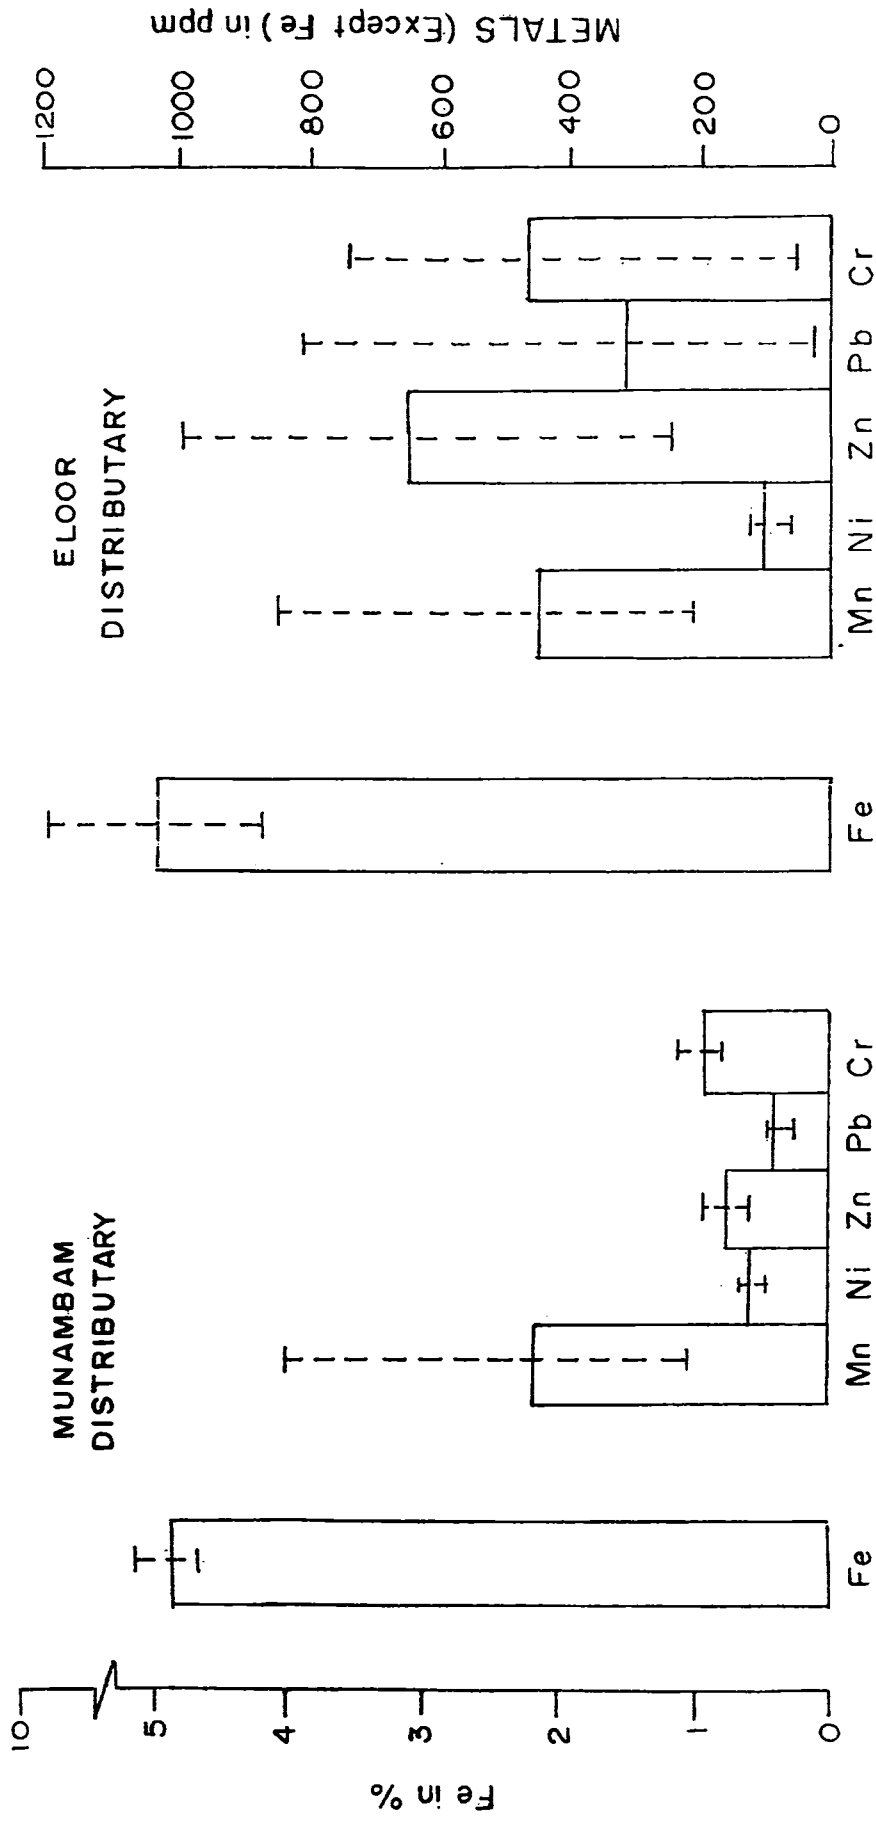 MUNAMBAM
DISTRIBUTARY
ELOOR
DISTRIBUTARY
Fe in %
10
5
4
3
2
1
0
METALS (Except Fe) in ppm
1200
1000
800
600
400
200
0
Fe Mn Ni Zn Pb Cr Fe Mn Ni Zn Pb Cr